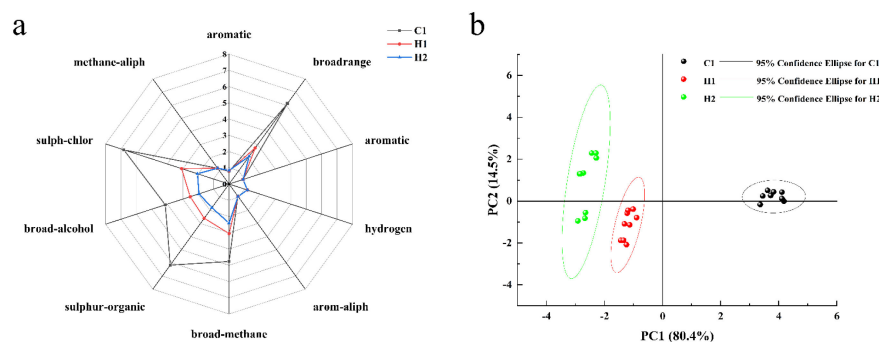 a
aromatic
methane-aliph
broadrange
sulph-chlor
aromatic
broad-alcohol
hydrogen
sulphur-organic
arom-aliph
broad-methane
8
7
6
5
4
3
2
1
0
C1
H1
H2
b
C1 95% Confidence Ellipse for C1
H1 95% Confidence Ellipse for H1
H2 95% Confidence Ellipse for H2
PC2 (14.5%)
6
4
2
0
-2
-4
-4 -2 0 2 4 6
PC1 (80.4%)